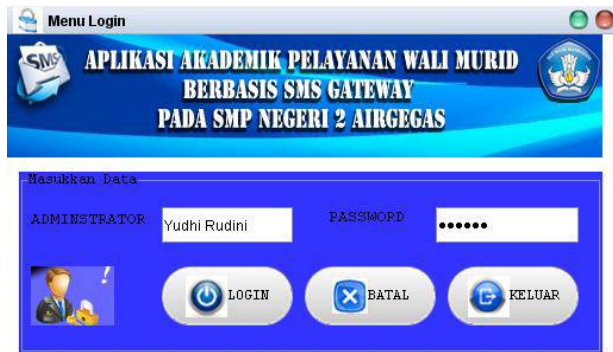 Menu Login
SMS
APLIKASI AKADEMIK PELAYANAN WALI MURID
BERBASIS SMS GATEWAY
PADA SMP NEGERI 2 AIRGEGAS
Masukkan Data
ADMINSTRATOR
Yudhi Rudini
PASSWORD
••••••
LOGIN
BATAL
KELUAR